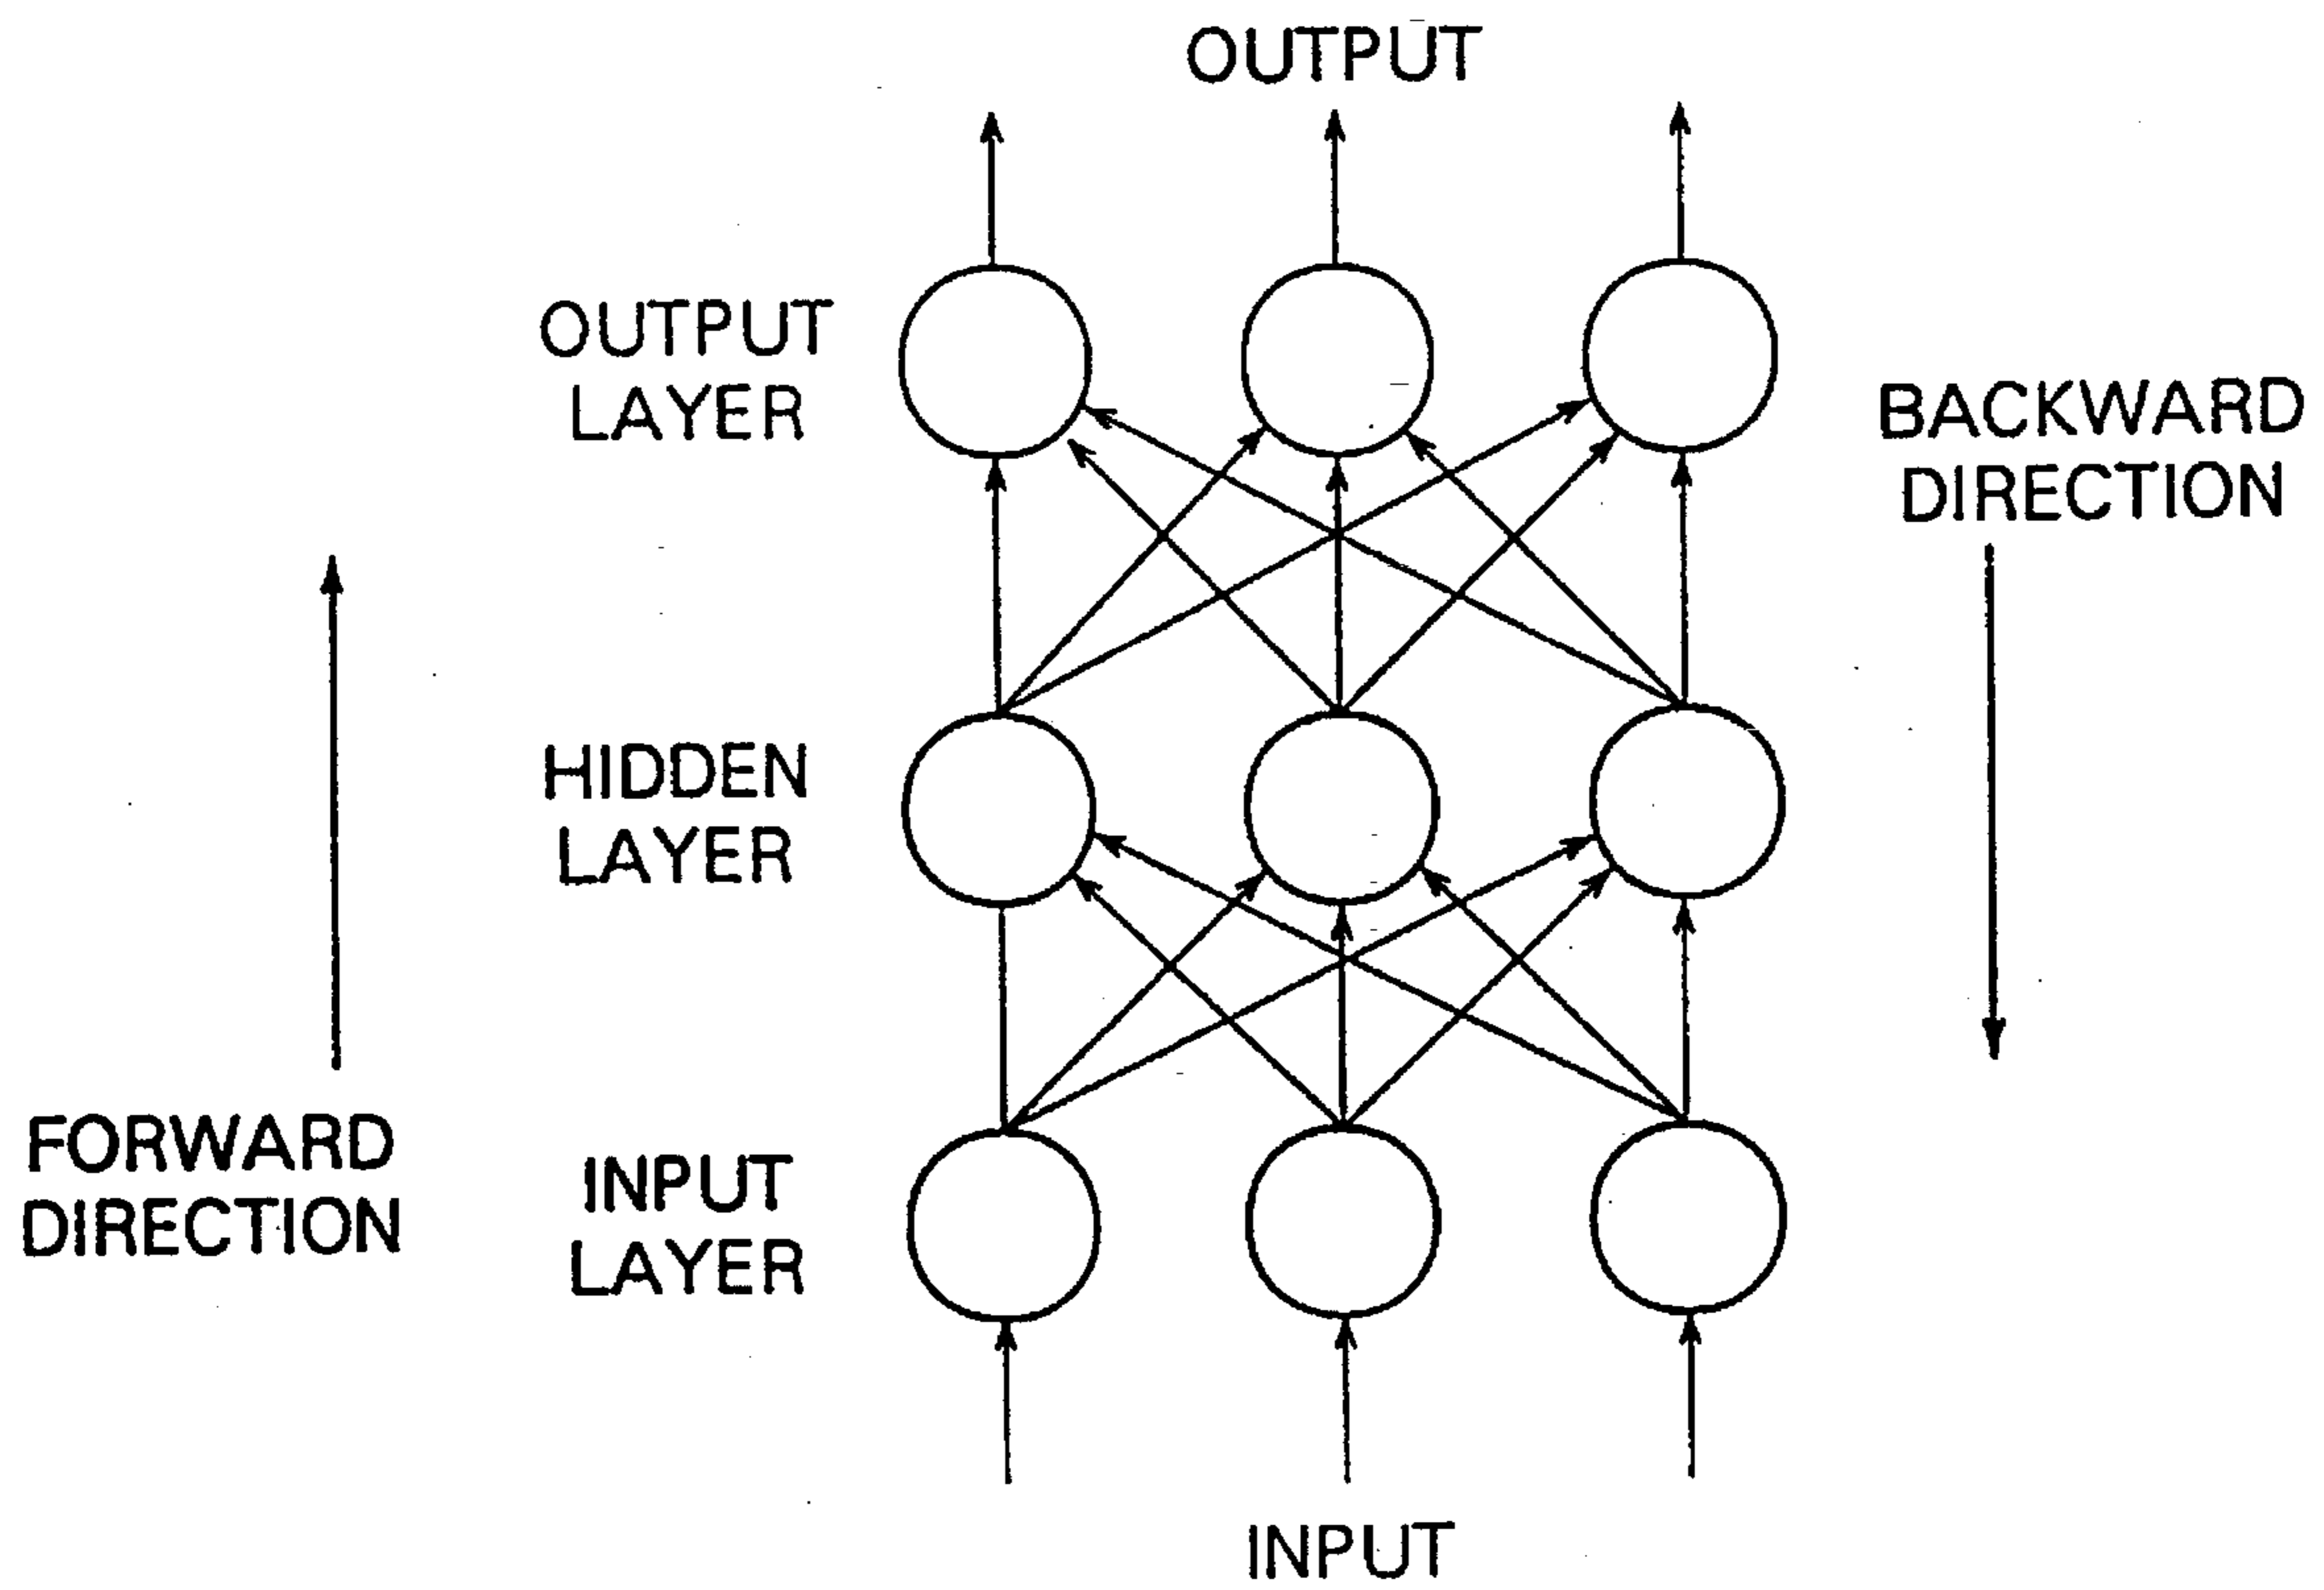 OUTPUT
OUTPUT
LAYER
BACKWARD
DIRECTION
HIDDEN
LAYER
FORWARD
DIRECTION
INPUT
LAYER
INPUT